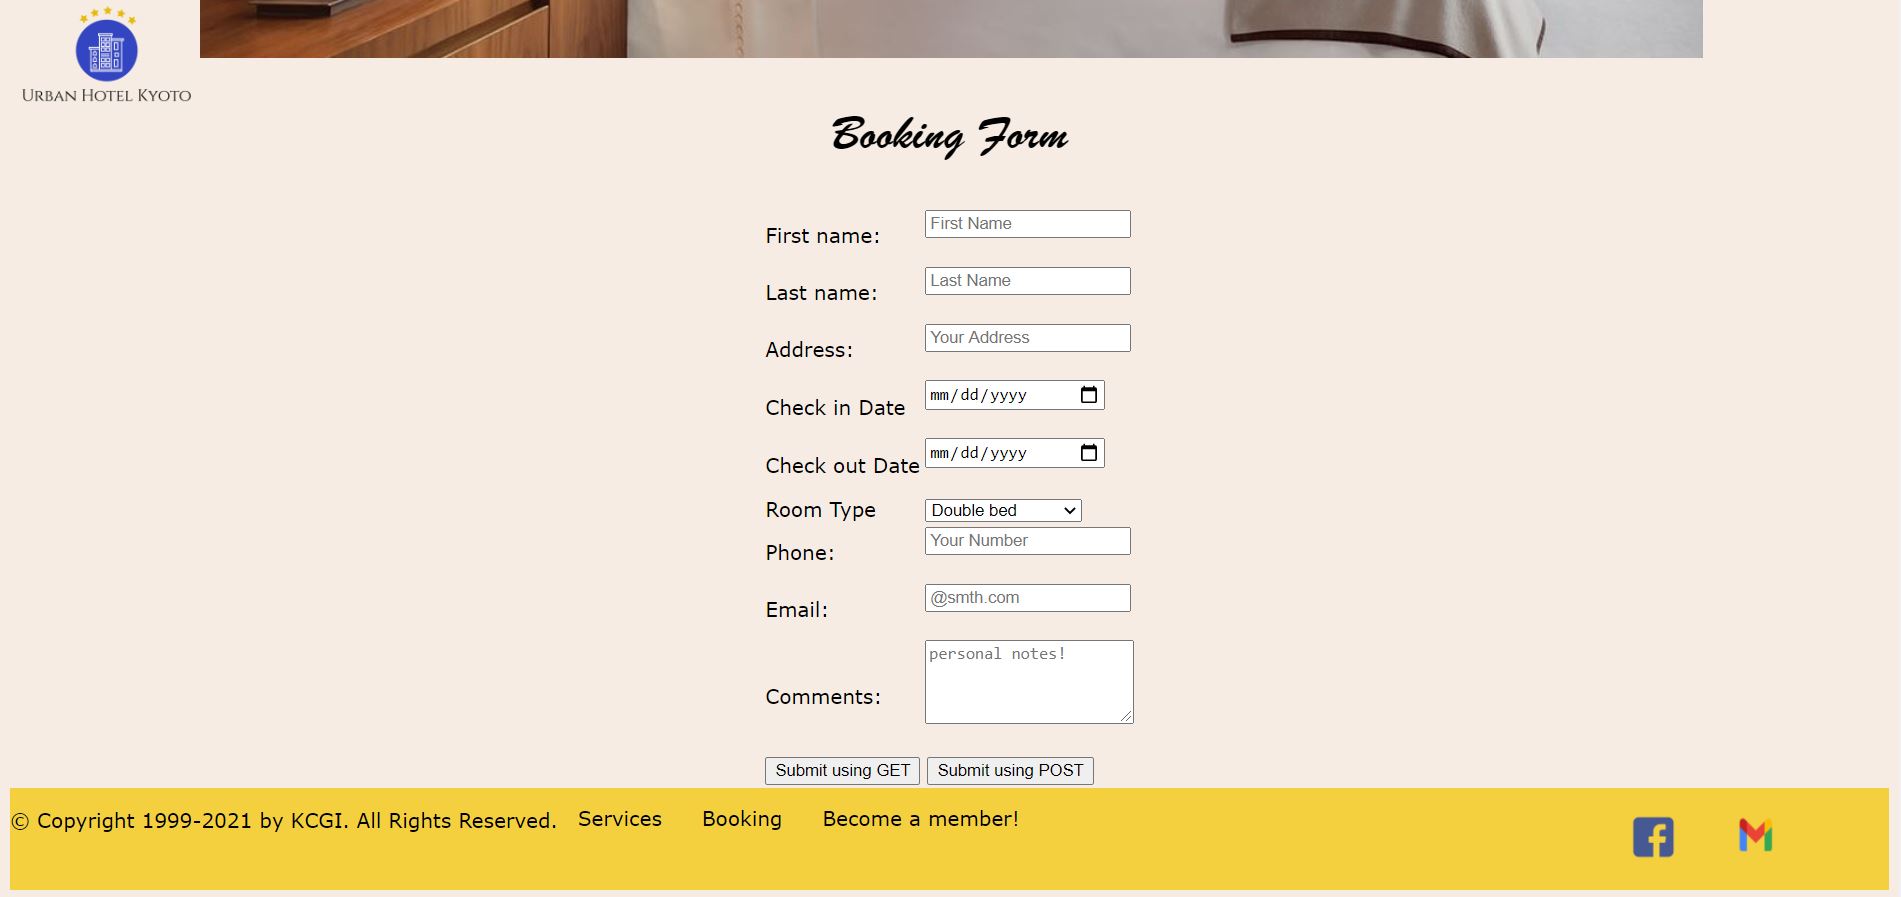 URBAN HOTEL KYOTO
Booking Form
First name: First Name
Last name: Last Name
Address: Your Address
Check in Date mm/dd/yyyy
Check out Date mm/dd/yyyy
Room Type Double bed
Phone: Your Number
Email: @smth.com
Comments: personal notes!
Submit using GET Submit using POST
© Copyright 1999-2021 by KCGI. All Rights Reserved. Services Booking Become a member!